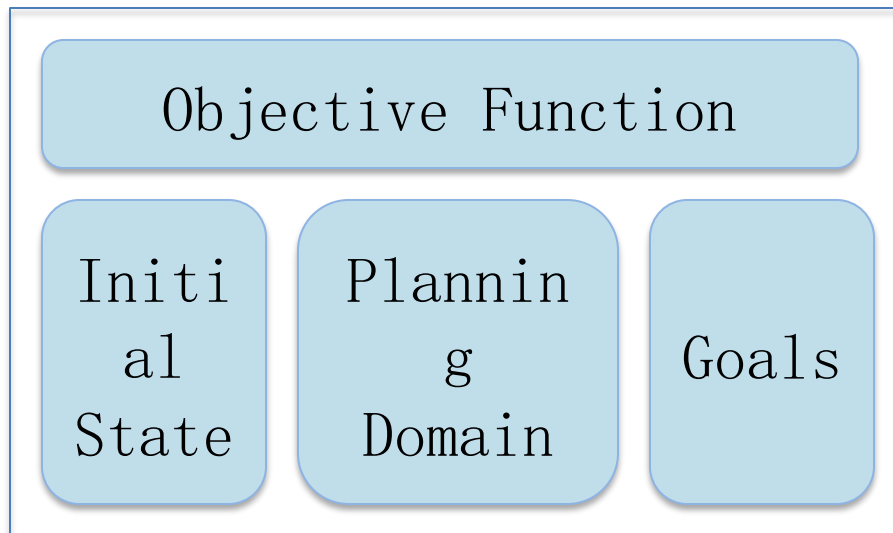 Objective Function
Initi
al
State
Plannin
g
Domain
Goals